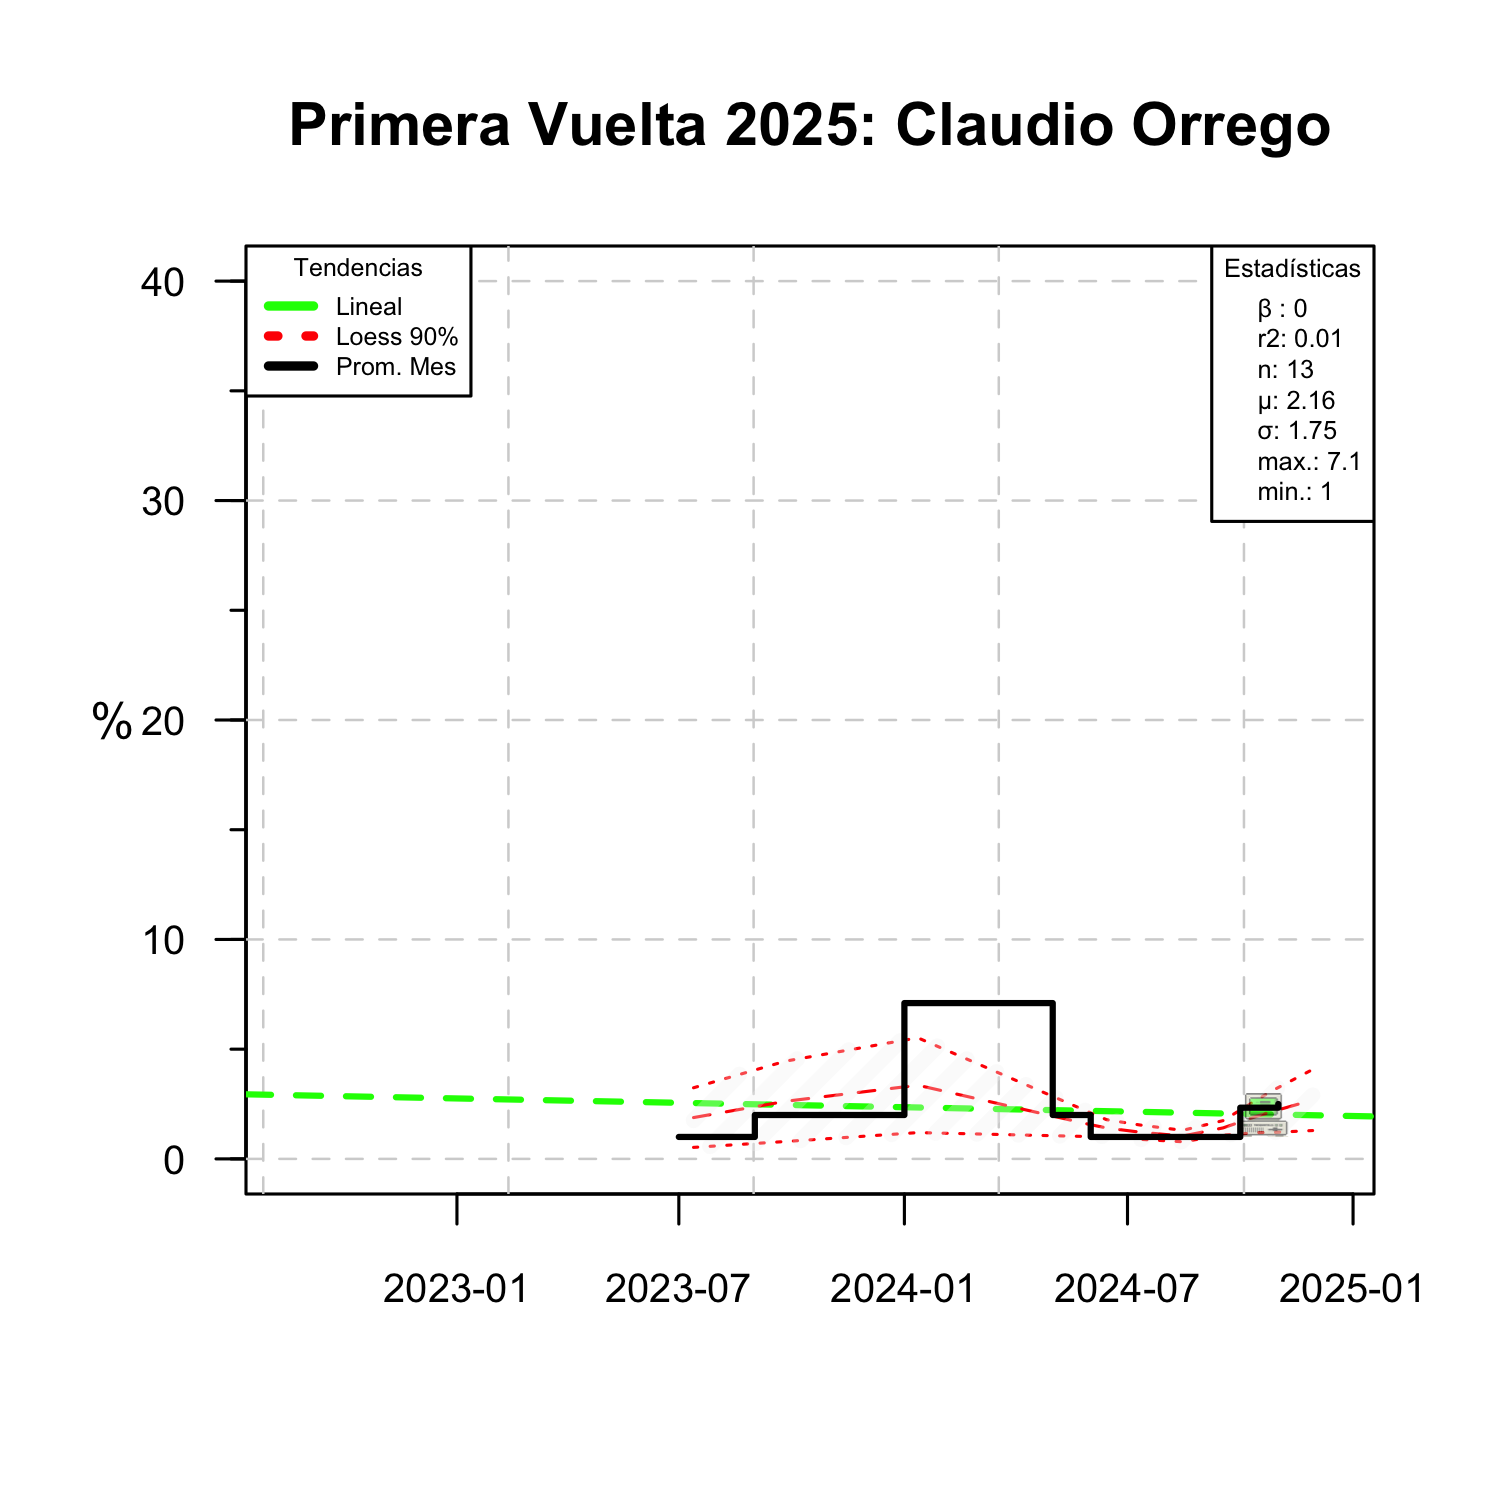 Primera Vuelta 2025: Claudio Orrego
Tendencias
Lineal
Loess 90%
Prom. Mes
Estadísticas
β : 0
r2: 0.01
n: 13
μ: 2.16
σ: 1.75
max.: 7.1
min.: 1
40
30
% 20
10
0
2023-01 2023-07 2024-01 2024-07 2025-01